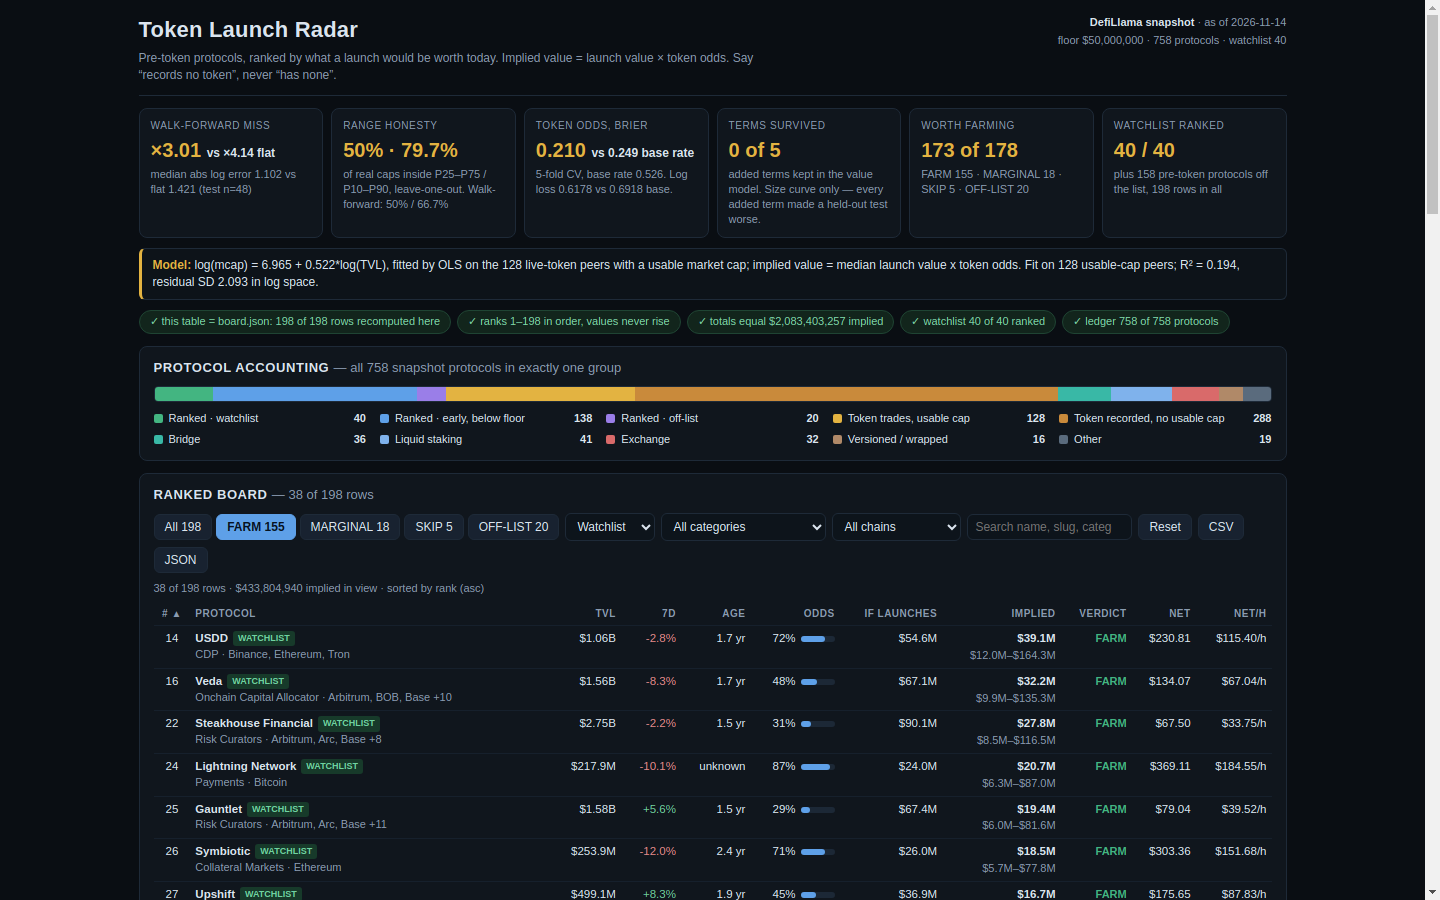 Token Launch Radar
DefiLlama snapshot · as of 2026-11-14
floor $50,000,000 · 758 protocols · watchlist 40
Pre-token protocols, ranked by what a launch would be worth today. Implied value = launch value × token odds. Say
“records no token”, never “has none”.
WALK-FORWARD MISS
×3.01 vs ×4.14 flat
median abs log error 1.102 vs
flat 1.421 (test n=48)
RANGE HONESTY
50% · 79.7%
of real caps inside P25–P75 /
P10–P90, leave-one-out. Walk-
forward: 50% / 66.7%
TOKEN ODDS, BRIER
0.210 vs 0.249 base rate
5-fold CV, base rate 0.526. Log
loss 0.6178 vs 0.6918 base.
TERMS SURVIVED
0 of 5
added terms kept in the value
model. Size curve only — every
added term made a held-out test
worse.
WORTH FARMING
173 of 178
FARM 155 · MARGINAL 18 ·
SKIP 5 · OFF-LIST 20
WATCHLIST RANKED
40 / 40
plus 158 pre-token protocols off
the list, 198 rows in all
Model: log(mcap) = 6.965 + 0.522*log(TVL), fitted by OLS on the 128 live-token peers with a usable market cap; implied value = median launch value x token odds. Fit on 128 usable-cap peers; R² = 0.194,
residual SD 2.093 in log space.
✓ this table = board.json: 198 of 198 rows recomputed here
✓ ranks 1–198 in order, values never rise
✓ totals equal $2,083,403,257 implied
✓ watchlist 40 of 40 ranked
✓ ledger 758 of 758 protocols
PROTOCOL ACCOUNTING — all 758 snapshot protocols in exactly one group
Ranked · watchlist 40
Ranked · early, below floor 138
Ranked · off-list 20
Token trades, usable cap 128
Token recorded, no usable cap 288
Bridge 36
Liquid staking 41
Exchange 32
Versioned / wrapped 16
Other 19
RANKED BOARD — 38 of 198 rows
All 198 FARM 155 MARGINAL 18 SKIP 5 OFF-LIST 20 Watchlist All categories All chains Search name, slug, categ Reset CSV
JSON
38 of 198 rows · $433,804,940 implied in view · sorted by rank (asc)
# ▲ PROTOCOL TVL 7D AGE ODDS IF LAUNCHES IMPLIED VERDICT NET NET/H
14 USDD WATCHLIST $1.06B -2.8% 1.7 yr 72% $54.6M $39.1M FARM $230.81 $115.40/h
CDP · Binance, Ethereum, Tron $12.0M–$164.3M
16 Veda WATCHLIST $1.56B -8.3% 1.7 yr 48% $67.1M $32.2M FARM $134.07 $67.04/h
Onchain Capital Allocator · Arbitrum, BOB, Base +10 $9.9M–$135.3M
22 Steakhouse Financial WATCHLIST $2.75B -2.2% 1.5 yr 31% $90.1M $27.8M FARM $67.50 $33.75/h
Risk Curators · Arbitrum, Arc, Base +8 $8.5M–$116.5M
24 Lightning Network WATCHLIST $217.9M -10.1% unknown 87% $24.0M $20.7M FARM $369.11 $184.55/h
Payments · Bitcoin $6.3M–$87.0M
25 Gauntlet WATCHLIST $1.58B +5.6% 1.5 yr 29% $67.4M $19.4M FARM $79.04 $39.52/h
Risk Curators · Arbitrum, Arc, Base +11 $6.0M–$81.6M
26 Symbiotic WATCHLIST $253.9M -12.0% 2.4 yr 71% $26.0M $18.5M FARM $303.36 $151.68/h
Collateral Markets · Ethereum $5.7M–$77.8M
27 Upshift WATCHLIST $499.1M +8.3% 1.9 yr 45% $36.9M $16.7M FARM $175.65 $87.83/h